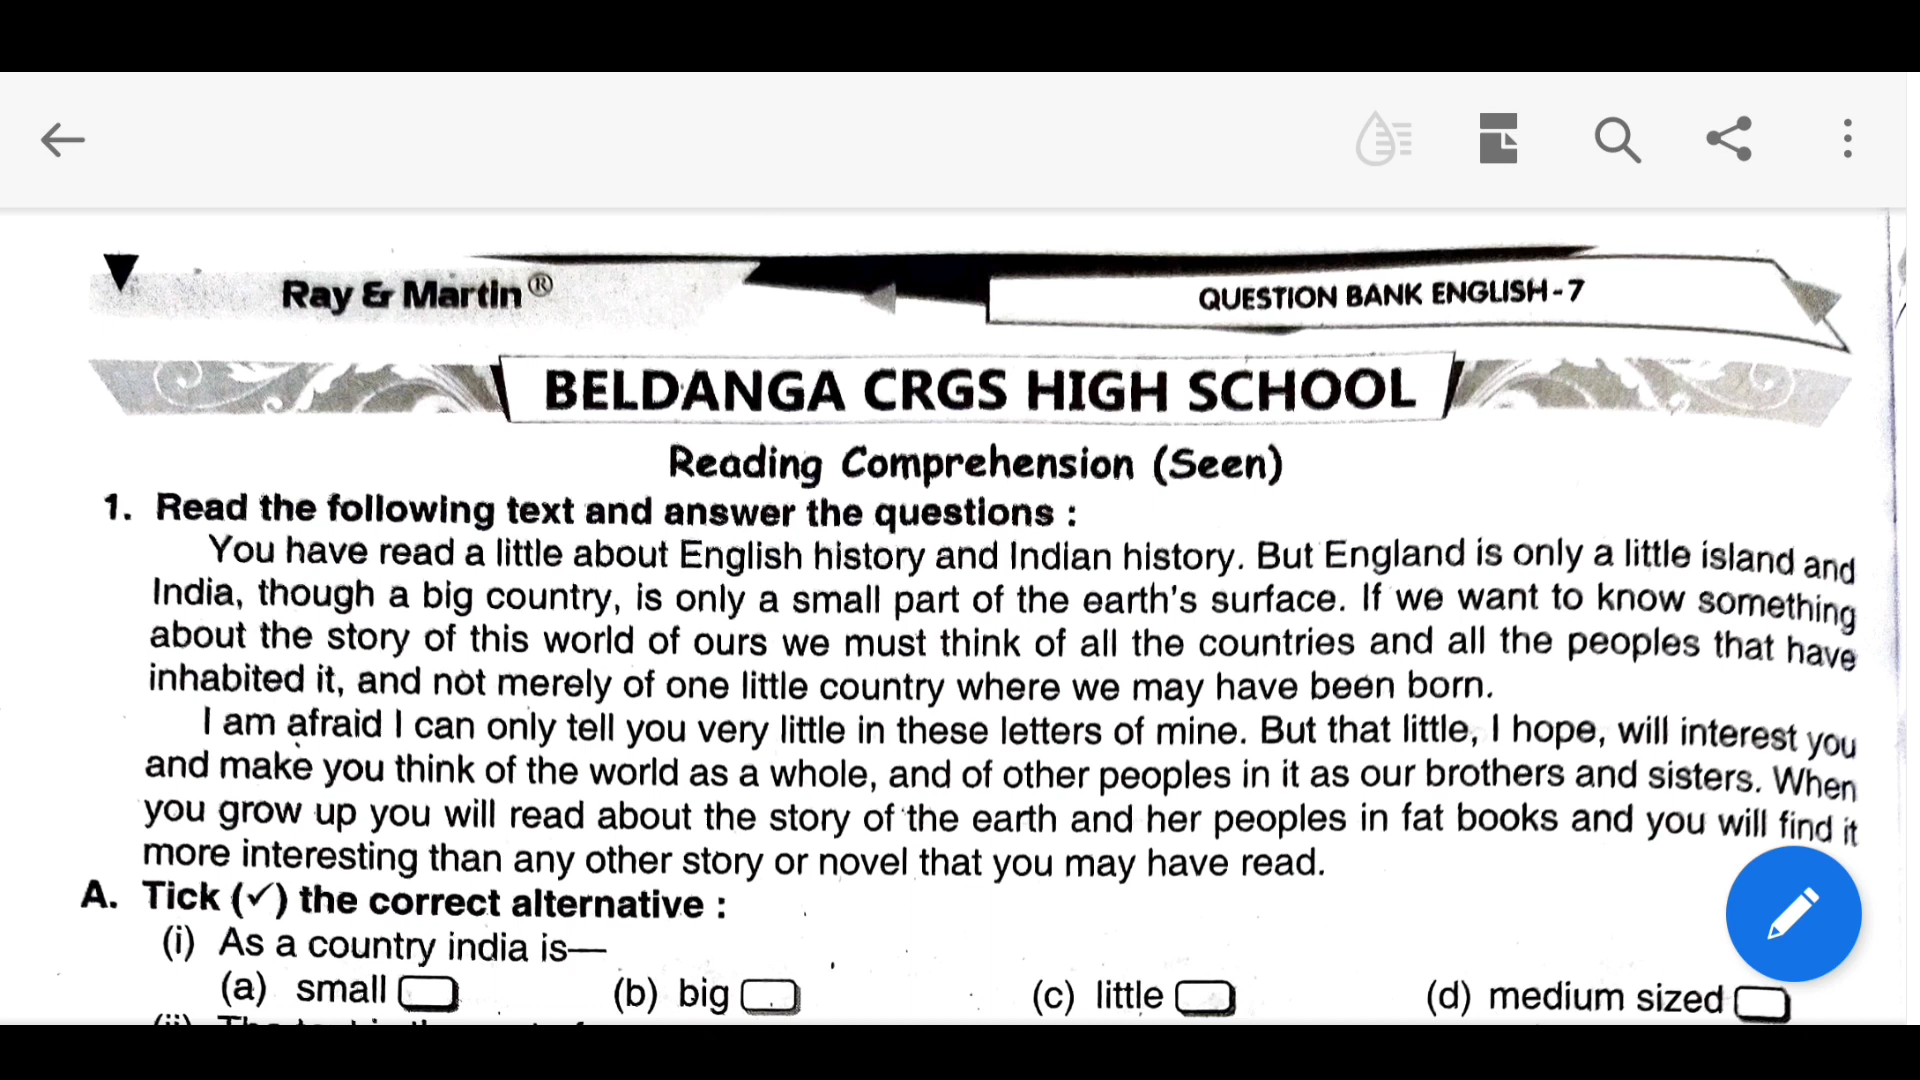 Ray & Martin®
QUESTION BANK ENGLISH-7
BELDANGA CRGS HIGH SCHOOL
Reading Comprehension (Seen)
1. Read the following text and answer the questions :
You have read a little about English history and Indian history. But England is only a little island and
India, though a big country, is only a small part of the earth's surface. If we want to know something
about the story of this world of ours we must think of all the countries and all the peoples that have
inhabited it, and not merely of one little country where we may have been born.
I am afraid I can only tell you very little in these letters of mine. But that little, I hope, will interest you
and make you think of the world as a whole, and of other peoples in it as our brothers and sisters. When
you grow up you will read about the story of the earth and her peoples in fat books and you will find it
more interesting than any other story or novel that you may have read.
A. Tick (✓) the correct alternative :
(i) As a country india is—
(a) small (b) big (c) little (d) medium sized